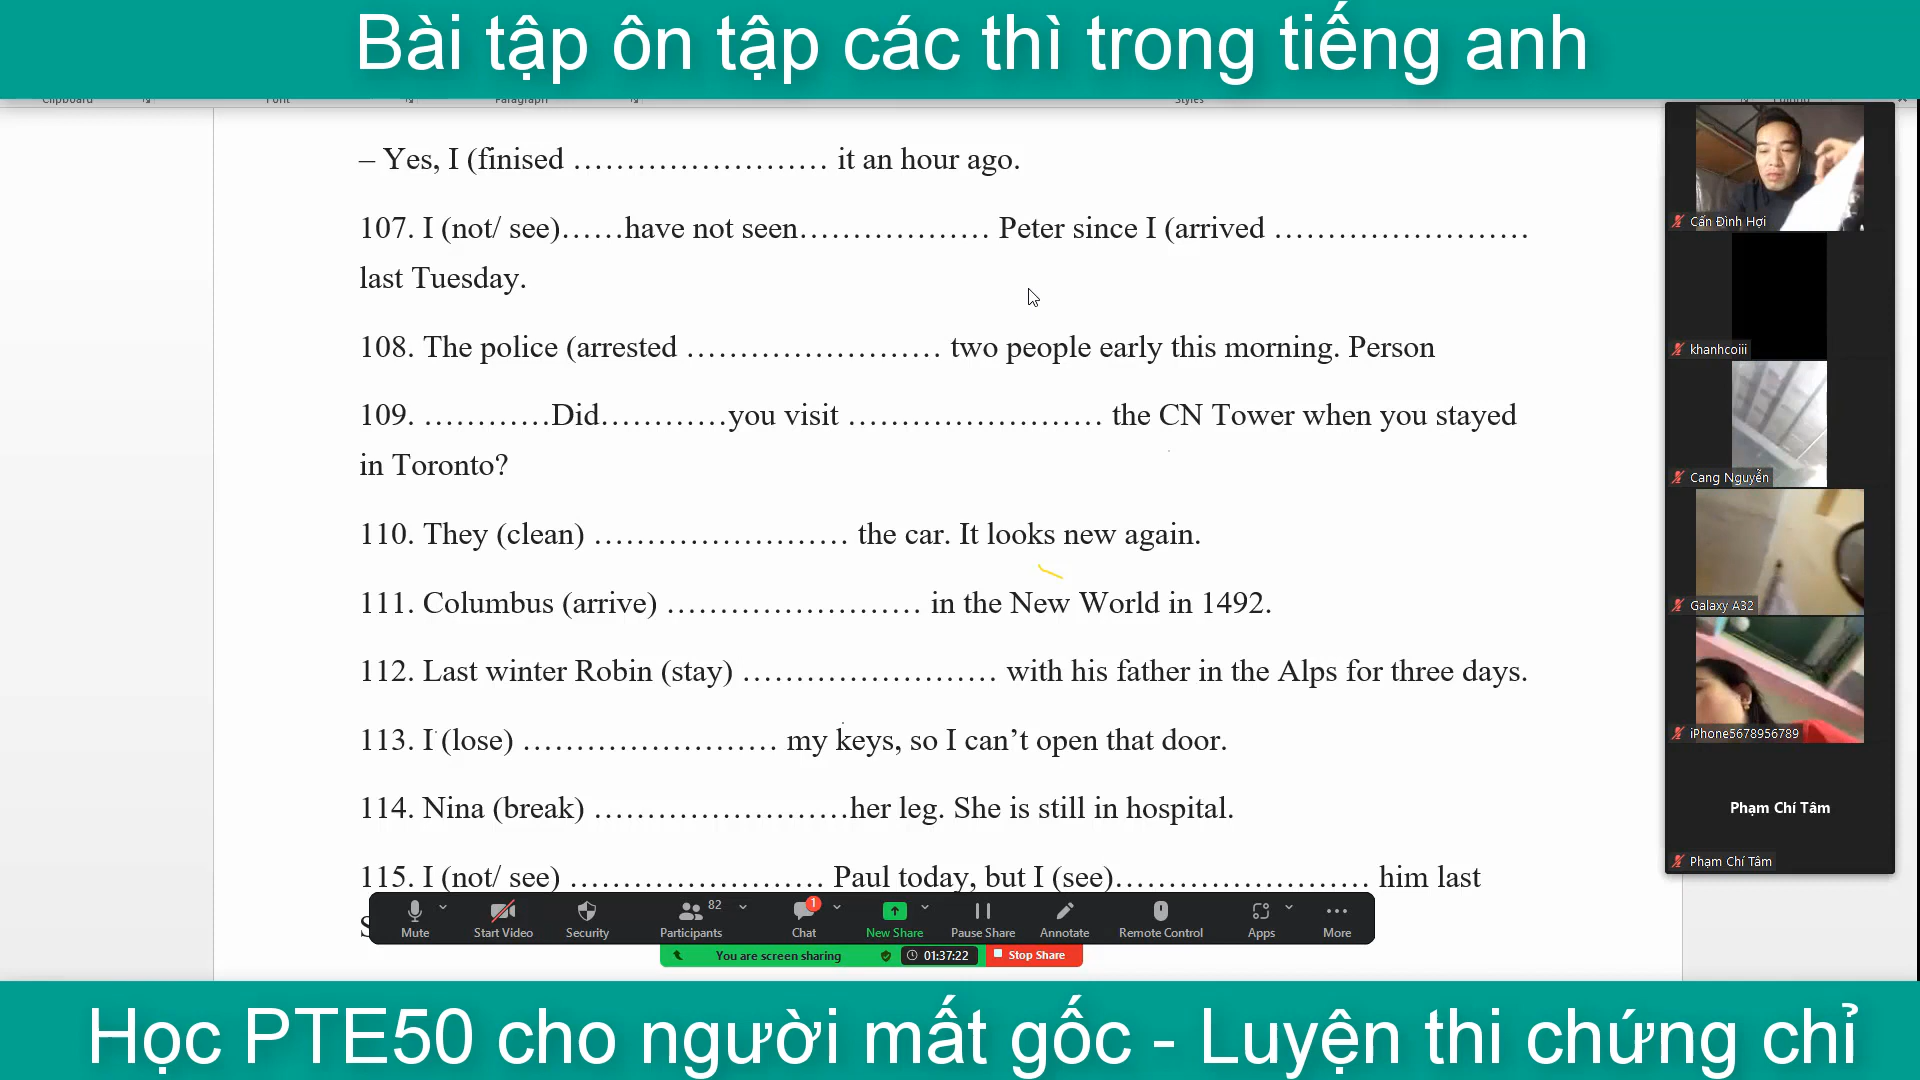 Bài tập ôn tập các thì trong tiếng anh
Clipboard Font Paragraph Styles Editing
– Yes, I (finised …………………… it an hour ago.
107. I (not/ see)……have not seen……………… Peter since I (arrived ……………………
last Tuesday.
108. The police (arrested …………………… two people early this morning. Person
109. …………Did…………you visit …………………… the CN Tower when you stayed
in Toronto?
110. They (clean) …………………… the car. It looks new again.
111. Columbus (arrive) …………………… in the New World in 1492.
112. Last winter Robin (stay) …………………… with his father in the Alps for three days.
113. I (lose) …………………… my keys, so I can’t open that door.
114. Nina (break) ……………………her leg. She is still in hospital.
115. I (not/ see) …………………… Paul today, but I (see)…………………… him last
Cấn Đình Hợi
khanhcoiii
Cang Nguyễn
Galaxy A32
iPhone5678956789
Phạm Chí Tâm
Phạm Chí Tâm
82 1
Mute Start Video Security Participants Chat New Share Pause Share Annotate Remote Control Apps More
You are screen sharing 01:37:22 Stop Share
Học PTE50 cho người mất gốc - Luyện thi chứng chỉ